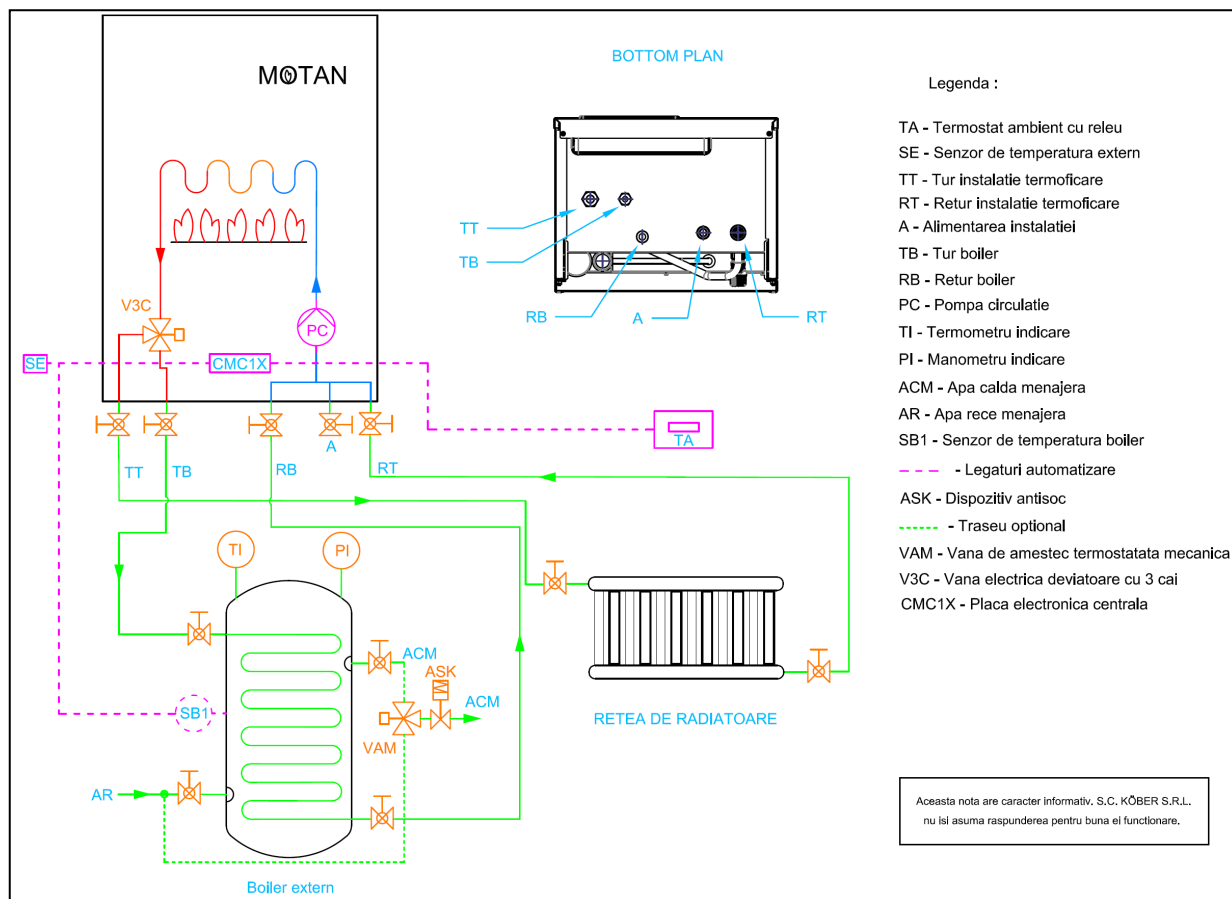 MOTAN
V3C
PC
SE
CMC1X
TA
TT
TB
RB
A
RT
TI
PI
ACM
ASK
ACM
SB1
VAM
AR
Boiler extern
RETEA DE RADIATOARE
BOTTOM PLAN
TT
TB
RB
A
RT
Legenda :
TA - Termostat ambient cu releu
SE - Senzor de temperatura extern
TT - Tur instalatie termoficare
RT - Retur instalatie termoficare
A - Alimentarea instalatiei
TB - Tur boiler
RB - Retur boiler
PC - Pompa circulatie
TI - Termometru indicare
PI - Manometru indicare
ACM - Apa calda menajera
AR - Apa rece menajera
SB1 - Senzor de temperatura boiler
- Legaturi automatizare
ASK - Dispozitiv antisoc
- Traseu optional
VAM - Vana de amestec termostatata mecanica
V3C - Vana electrica deviatoare cu 3 cai
CMC1X - Placa electronica centrala
Aceasta nota are caracter informativ. S.C. KÖBER S.R.L.
nu isi asuma raspunderea pentru buna ei functionare.